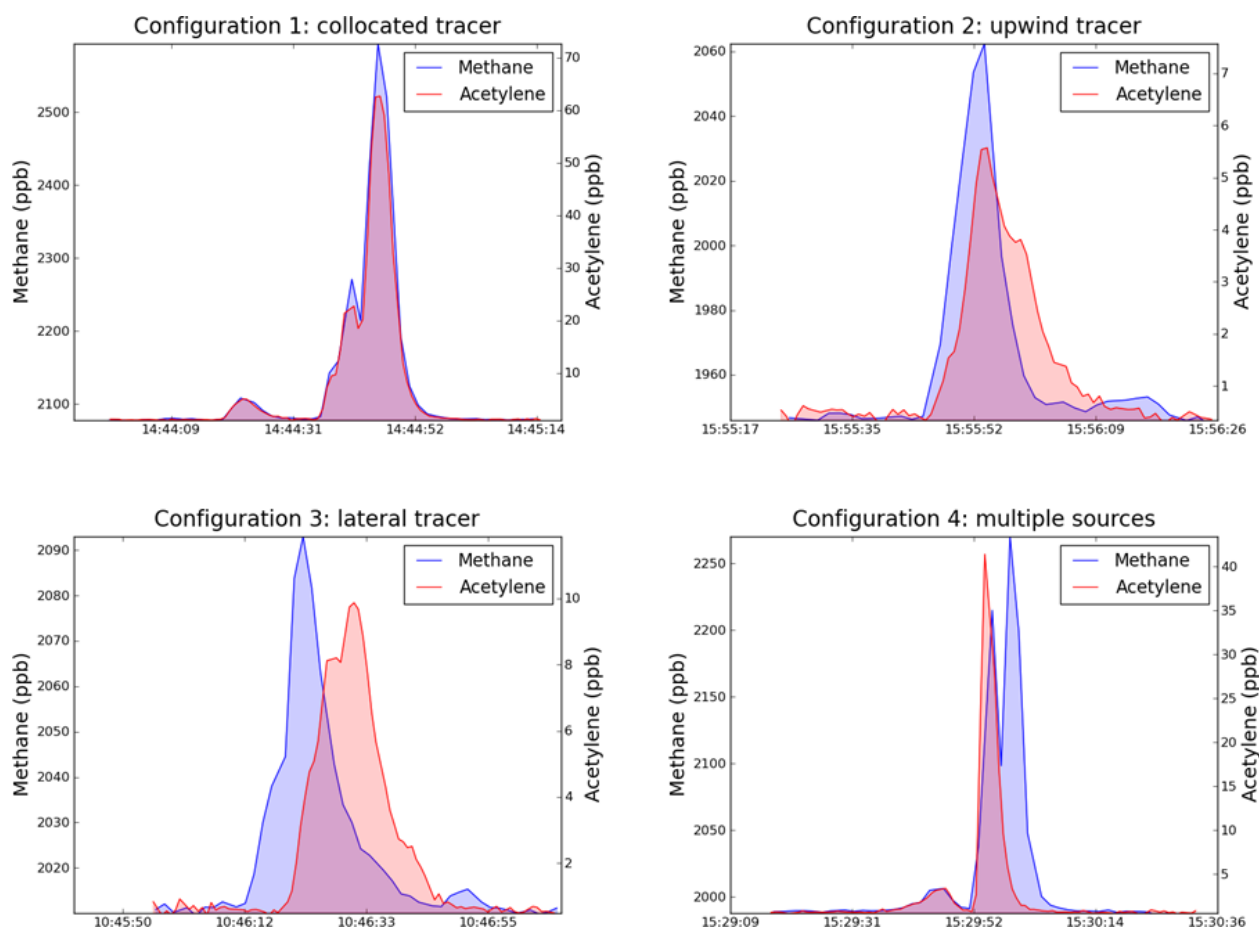 Configuration 1: collocated tracer
Methane (ppb)
2500
2400
2300
2200
2100
Methane
Acetylene
70
60
50
40
30
20
10
Acetylene (ppb)
14:44:09 14:44:31 14:44:52 14:45:14
Configuration 2: upwind tracer
Methane (ppb)
2060
2040
2020
2000
1980
1960
Methane
Acetylene
7
6
5
4
3
2
1
Acetylene (ppb)
15:55:17 15:55:35 15:55:52 15:56:09 15:56:26
Configuration 3: lateral tracer
Methane (ppb)
2090
2080
2070
2060
2050
2040
2030
2020
Methane
Acetylene
10
8
6
4
2
Acetylene (ppb)
10:45:50 10:46:12 10:46:33 10:46:55
Configuration 4: multiple sources
Methane (ppb)
2250
2200
2150
2100
2050
2000
Methane
Acetylene
40
35
30
25
20
15
10
5
Acetylene (ppb)
15:29:09 15:29:31 15:29:52 15:30:14 15:30:36